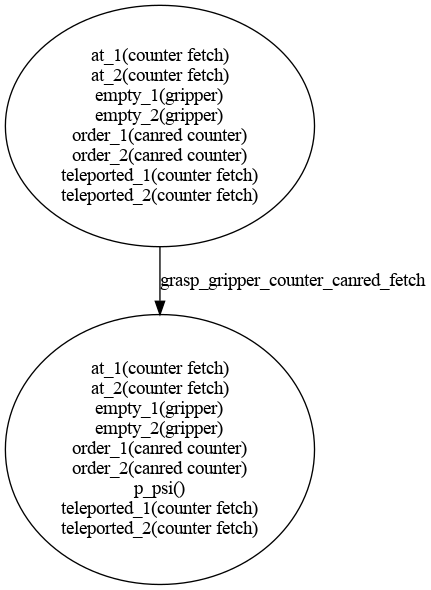 at_1(counter fetch)
at_2(counter fetch)
empty_1(gripper)
empty_2(gripper)
order_1(canred counter)
order_2(canred counter)
teleported_1(counter fetch)
teleported_2(counter fetch)
grasp_gripper_counter_canred_fetch
at_1(counter fetch)
at_2(counter fetch)
empty_1(gripper)
empty_2(gripper)
order_1(canred counter)
order_2(canred counter)
p_psi()
teleported_1(counter fetch)
teleported_2(counter fetch)